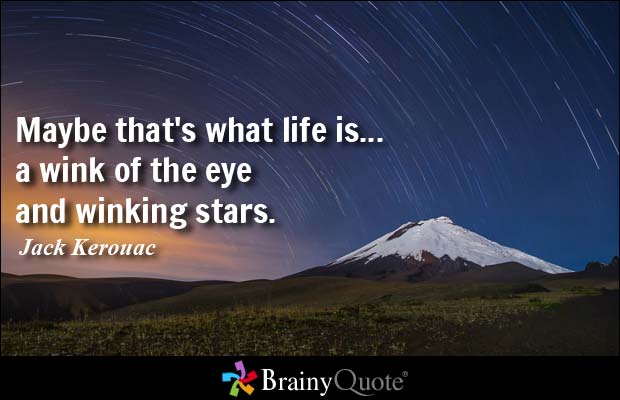 Maybe that's what life is...
a wink of the eye
and winking stars.
Jack Kerouac
BrainyQuote®